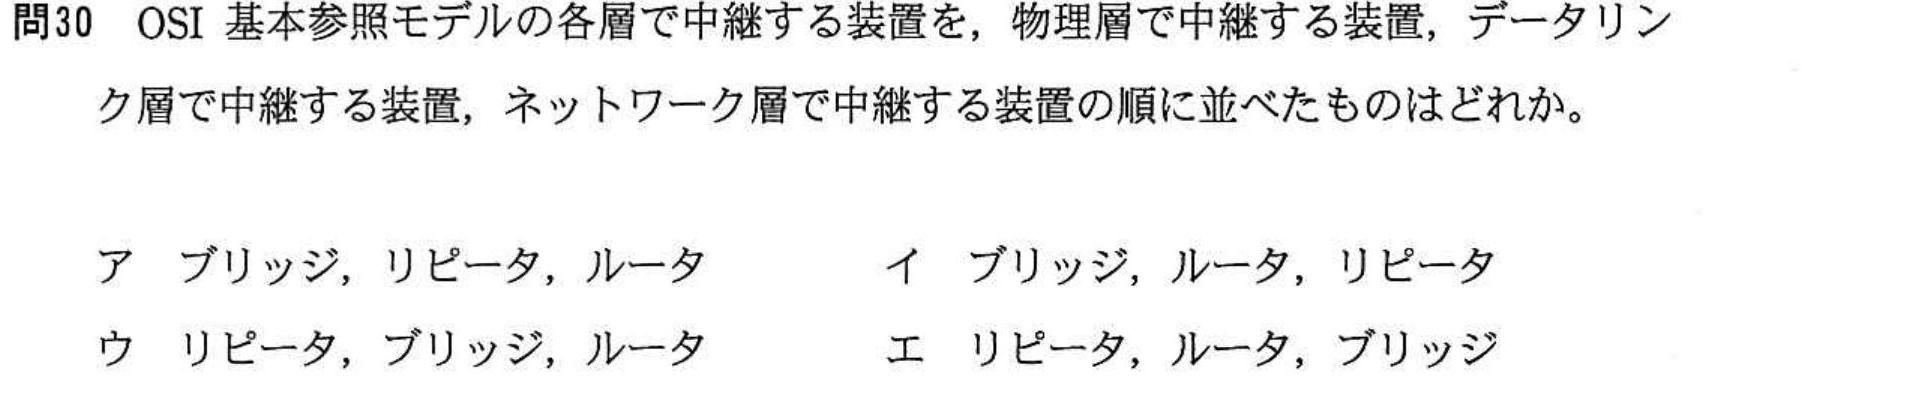 問30 OSI 基本参照モデルの各層で中継する装置を，物理層で中継する装置，データリン
ク層で中継する装置，ネットワーク層で中継する装置の順に並べたものはどれか。
ア ブリッジ，リピータ，ルータ イ ブリッジ，ルータ，リピータ
ウ リピータ，ブリッジ，ルータ エ リピータ，ルータ，ブリッジ